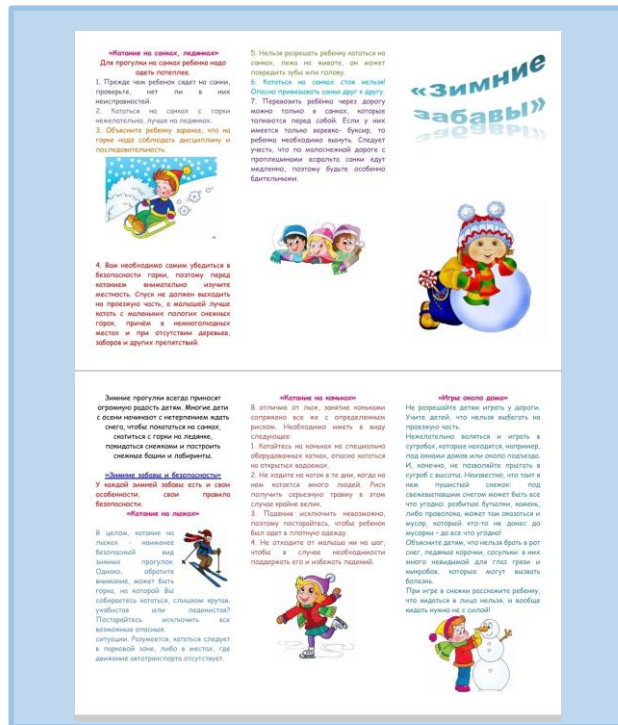 «Катание на санках, ледянках»
Для прогулки на санках ребенка надо
одеть потеплее.
1. Прежде чем ребенок сядет на санки,
проверьте, нет ли в них
неисправностей.
2. Кататься на санках с горки
нежелательно, лучше на ледянках.
3. Объясните ребенку заранее, что на
горке надо соблюдать дисциплину и
последовательность.
4. Вам необходимо самим убедиться в
безопасности горки, поэтому перед
катанием внимательно изучите
местность. Спуск не должен выходить
на проезжую часть, а малышей лучше
катать с маленьких пологих снежных
горок, причём в немноголюдных
местах и при отсутствии деревьев,
заборов и других препятствий.
5. Нельзя разрешать ребенку кататься на
санках, лежа на животе, он может
повредить зубы или голову.
6. Кататься на санках стоя нельзя!
Опасно привязывать санки друг к другу.
7. Перевозить ребёнка через дорогу
можно только в санках, которые
толкаются перед собой. Если у них
имеется только веревка- буксир, то
ребенка необходимо вынуть. Следует
учесть, что по малоснежной дороге с
проплешинами асфальта санки едут
медленно, поэтому будьте особенно
бдительными.
«Зимние
забавы»
Зимние прогулки всегда приносят
огромную радость детям. Многие дети
с осени начинают с нетерпением ждать
снега, чтобы покататься на санках,
скатиться с горки на ледянке,
покидаться снежками и построить
снежные башни и лабиринты.
«Зимние забавы и безопасность»
У каждой зимней забавы есть и свои
особенности, свои правила
безопасности.
«Катание на лыжах»
В целом, катание на
лыжах - наименее
безопасный вид
зимних прогулок.
Однако, обратите
внимание, может быть
горка, на которой Вы
собираетесь кататься, слишком крутая,
ухабистая или леденистая?
Постарайтесь исключить все
возможные опасные
ситуации. Разумеется, кататься следует
в парковой зоне, либо в местах, где
движение автотранспорта отсутствует.
«Катание на коньках»
В отличие от лыж, занятие коньками
сопряжено все же с определенным
риском. Необходимо иметь в виду
следующее:
1. Катайтесь на коньках на специально
оборудованных катках, опасно кататься
на открытых водоемах.
2. Не ходите на каток в те дни, когда на
нем катается много людей. Риск
получить серьезную травму в этом
случае крайне велик.
3. Падение исключить невозможно,
поэтому постарайтесь, чтобы ребенок
был одет в плотную одежду.
4. Не отходите от малыша ни на шаг,
чтобы в случае необходимости
поддержать его и избежать падений.
«Игры около дома»
Не разрешайте детям играть у дороги.
Учите детей, что нельзя выбегать на
проезжую часть.
Нежелательно валяться и играть в
сугробах, которые находятся, например,
под окнами домов или около подъезда.
И, конечно, не позволяйте прыгать в
сугроб с высоты. Неизвестно, что таит в
нем пушистый снежок: под
свежевыпавшим снегом может быть все
что угодно: разбитые бутылки, камень,
либо проволока, может там оказаться и
мусор, который кто-то не донес до
мусорки - да все что угодно!
Объясните детям, что нельзя брать в рот
снег, ледяные корочки, сосульки: в них
много невидимой для глаз грязи и
микробов, которые могут вызвать
болезнь.
При игре в снежки расскажите ребенку,
что кидаться в лицо нельзя, и вообще
кидать нужно не с силой!